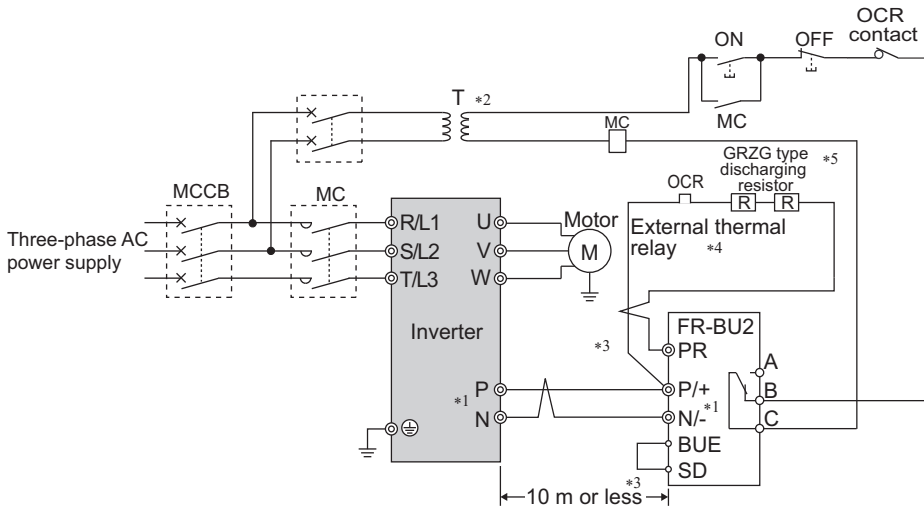 OCR
contact
ON
OFF
T *2
MC
MC
GRZG type
discharging
resistor
*5
OCR
R
R
MCCB
MC
External thermal
relay *4
Three-phase AC
power supply
R/L1
S/L2
T/L3
U
V
W
Motor
M
Inverter
*3
FR-BU2
PR
A
*1
P
N
P/+
N/-
*1
B
C
BUE
SD
*3
10 m or less